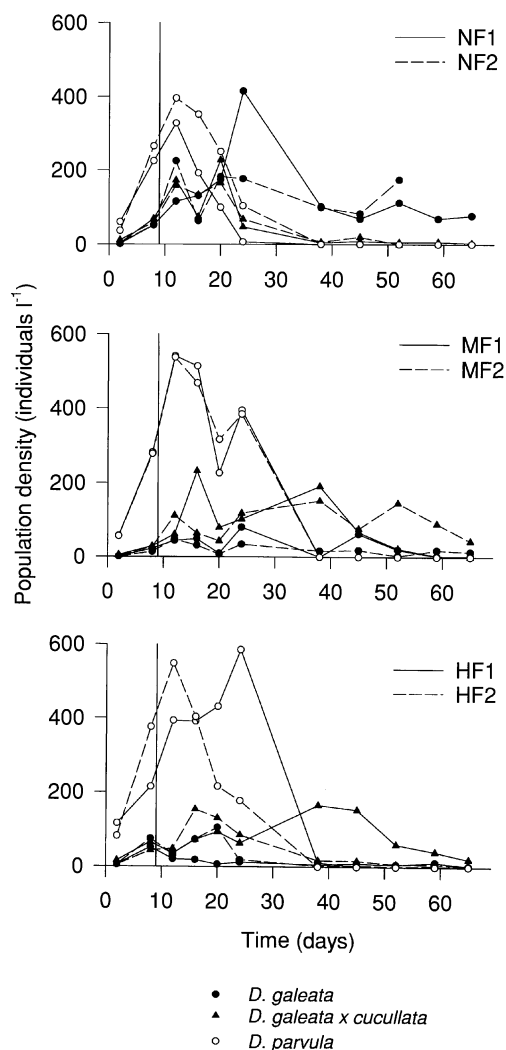 600
400
200
0
0 10 20 30 40 50 60
NF1
NF2
600
400
200
0
0 10 20 30 40 50 60
MF1
MF2
600
400
200
0
0 10 20 30 40 50 60
HF1
HF2
Population density (individuals l⁻¹)
Time (days)
D. galeata
D. galeata x cucullata
D. parvula